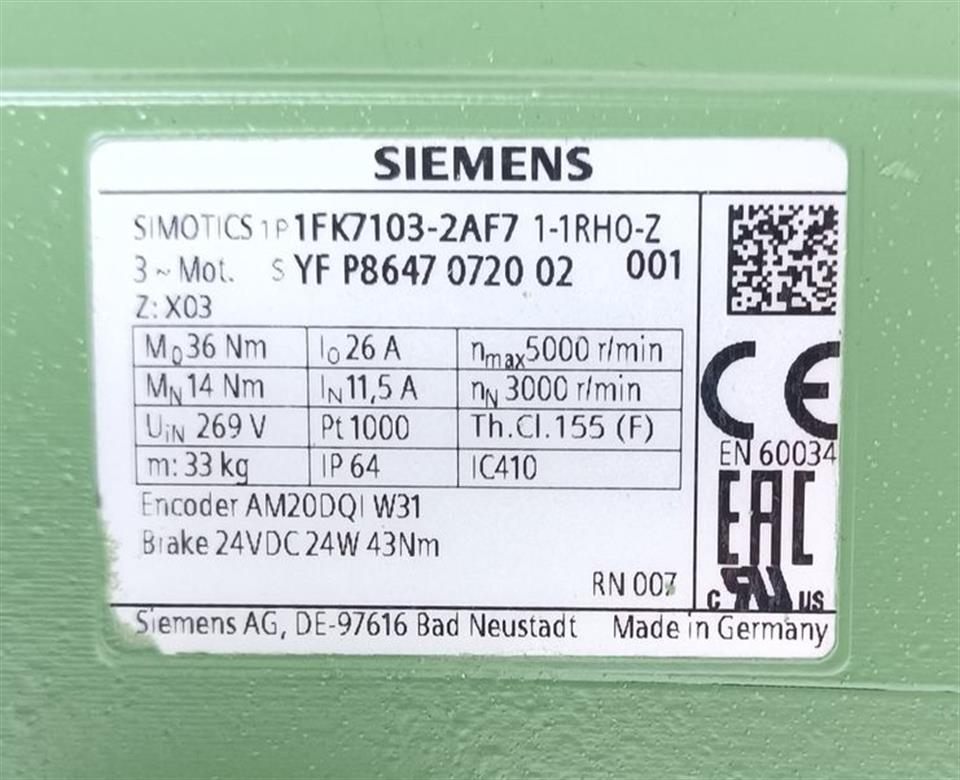 SIEMENS
SIMOTICS 1P 1FK7103-2AF7 1-1RH0-Z
3 ~ Mot. S YF P8647 0720 02 001
Z: X03
M0 36 Nm I0 26 A nmax 5000 r/min
MN 14 Nm IN 11,5 A nN 3000 r/min
UiN 269 V Pt 1000 Th.Cl.155 (F)
m: 33 kg IP 64 IC410
CE
EN 60034
Encoder AM20DQI W31
Brake 24VDC 24W 43Nm
EAC
RN 007
c RU us
Siemens AG, DE-97616 Bad Neustadt Made in Germany